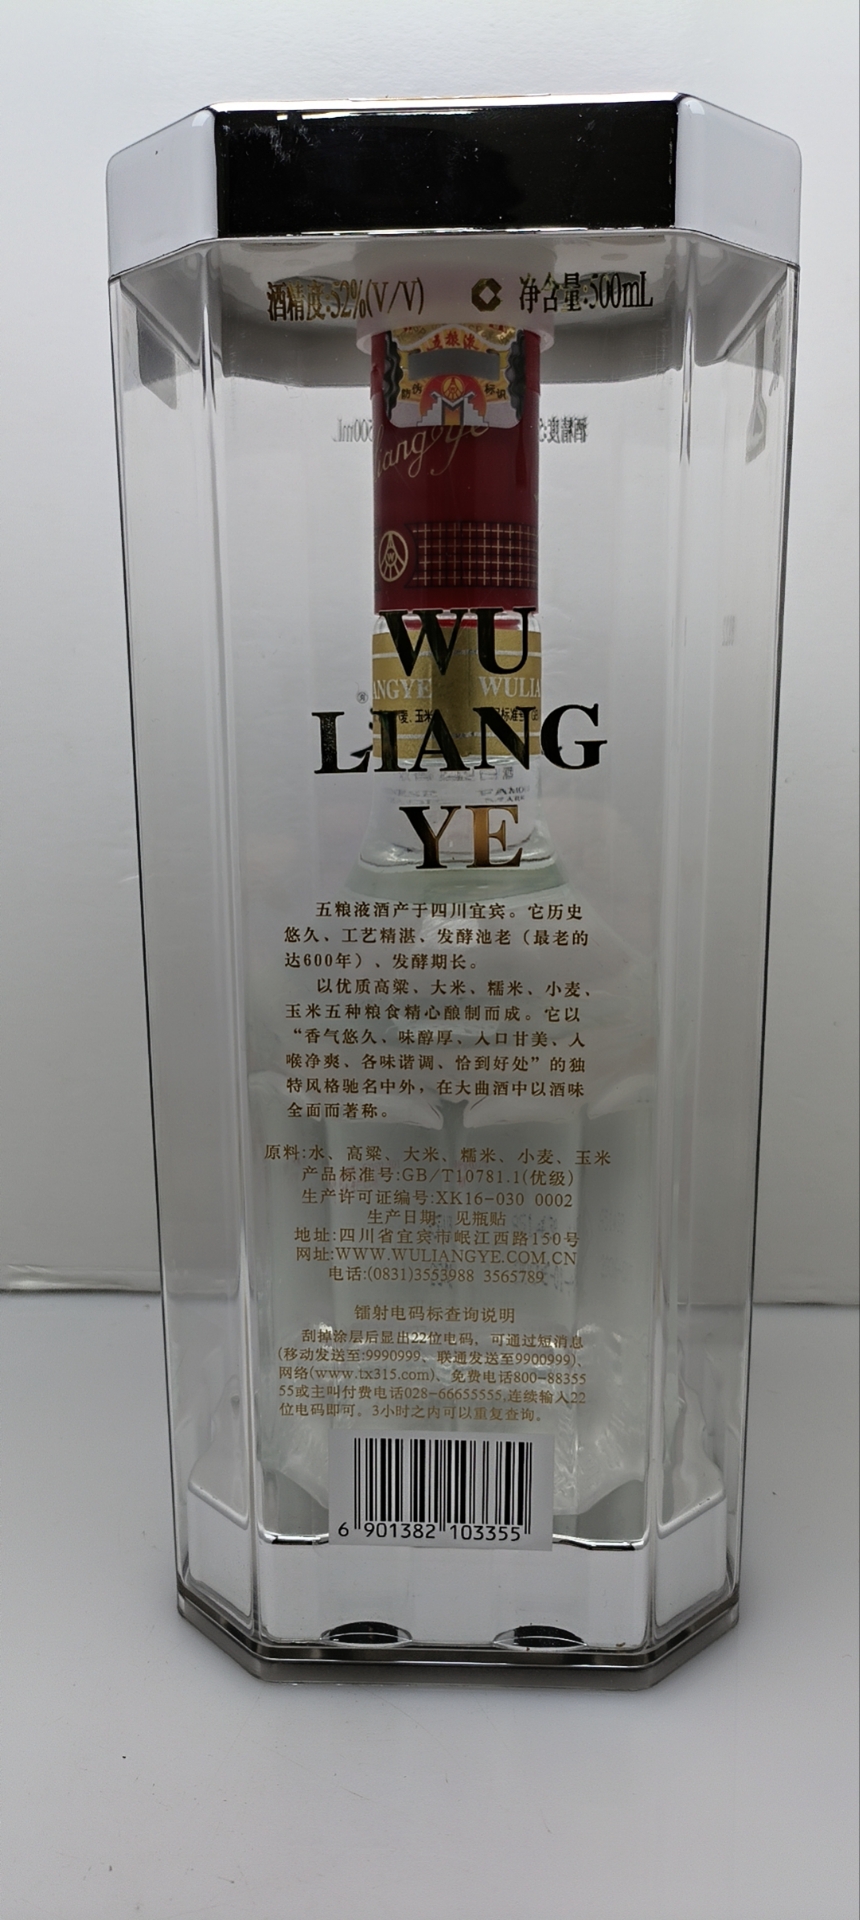 酒精度:52%(V/V) 净含量:500mL
五粮液
防伪 标识
WU
ANGYE WULIA
LIANG
YE
五粮液酒产于四川宜宾。它历史
悠久、工艺精湛、发酵池老（最老的
达600年）、发酵期长。
以优质高粱、大米、糯米、小麦、
玉米五种粮食精心酿制而成。它以
“香气悠久、味醇厚、入口甘美、入
喉净爽、各味谐调、恰到好处”的独
特风格驰名中外，在大曲酒中以酒味
全面而著称。
原料:水、高粱、大米、糯米、小麦、玉米
产品标准号:GB/T10781.1(优级)
生产许可证编号:XK16-030 0002
生产日期: 见瓶贴
地址:四川省宜宾市岷江西路150号
网址:WWW.WULIANGYE.COM.CN
电话:(0831)3553988 3565789
镭射电码标查询说明
刮掉涂层后显出22位电码，可通过短消息
(移动发送至:9990999、联通发送至9900999)、
网络(www.tx315.com)、免费电话800-88355
55或主叫付费电话028-66655555,连续输入22
位电码即可。3小时之内可以重复查询。
6 901382 103355